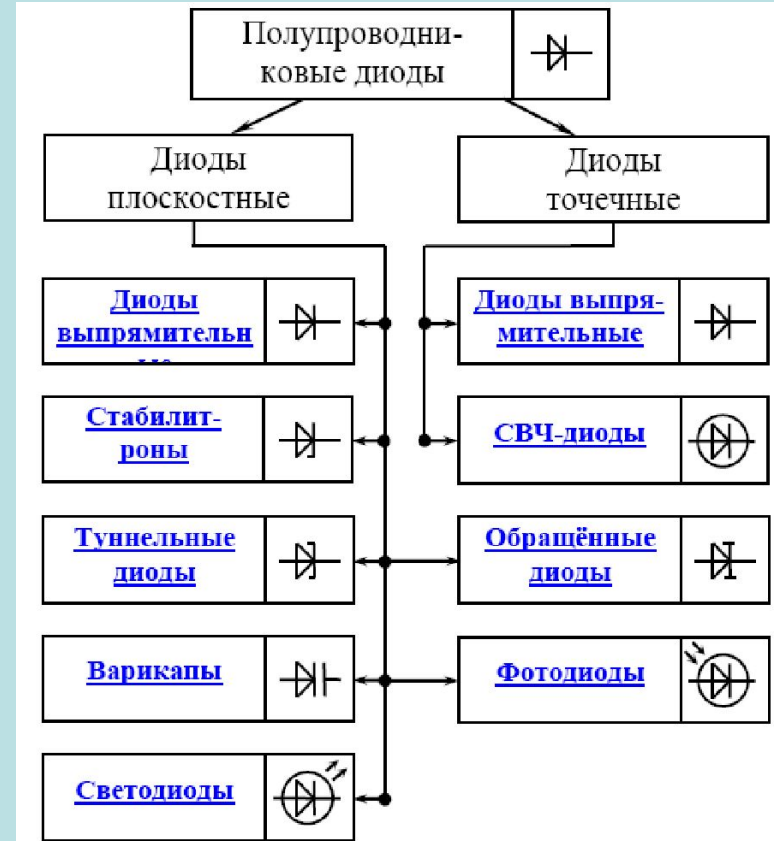 Полупроводни-
ковые диоды
Диоды
плоскостные
Диоды
точечные
Диоды
выпрямительн
Диоды выпря-
мительные
Стабилит-
роны
СВЧ-диоды
Туннельные
диоды
Обращённые
диоды
Варикапы
Фотодиоды
Светодиоды